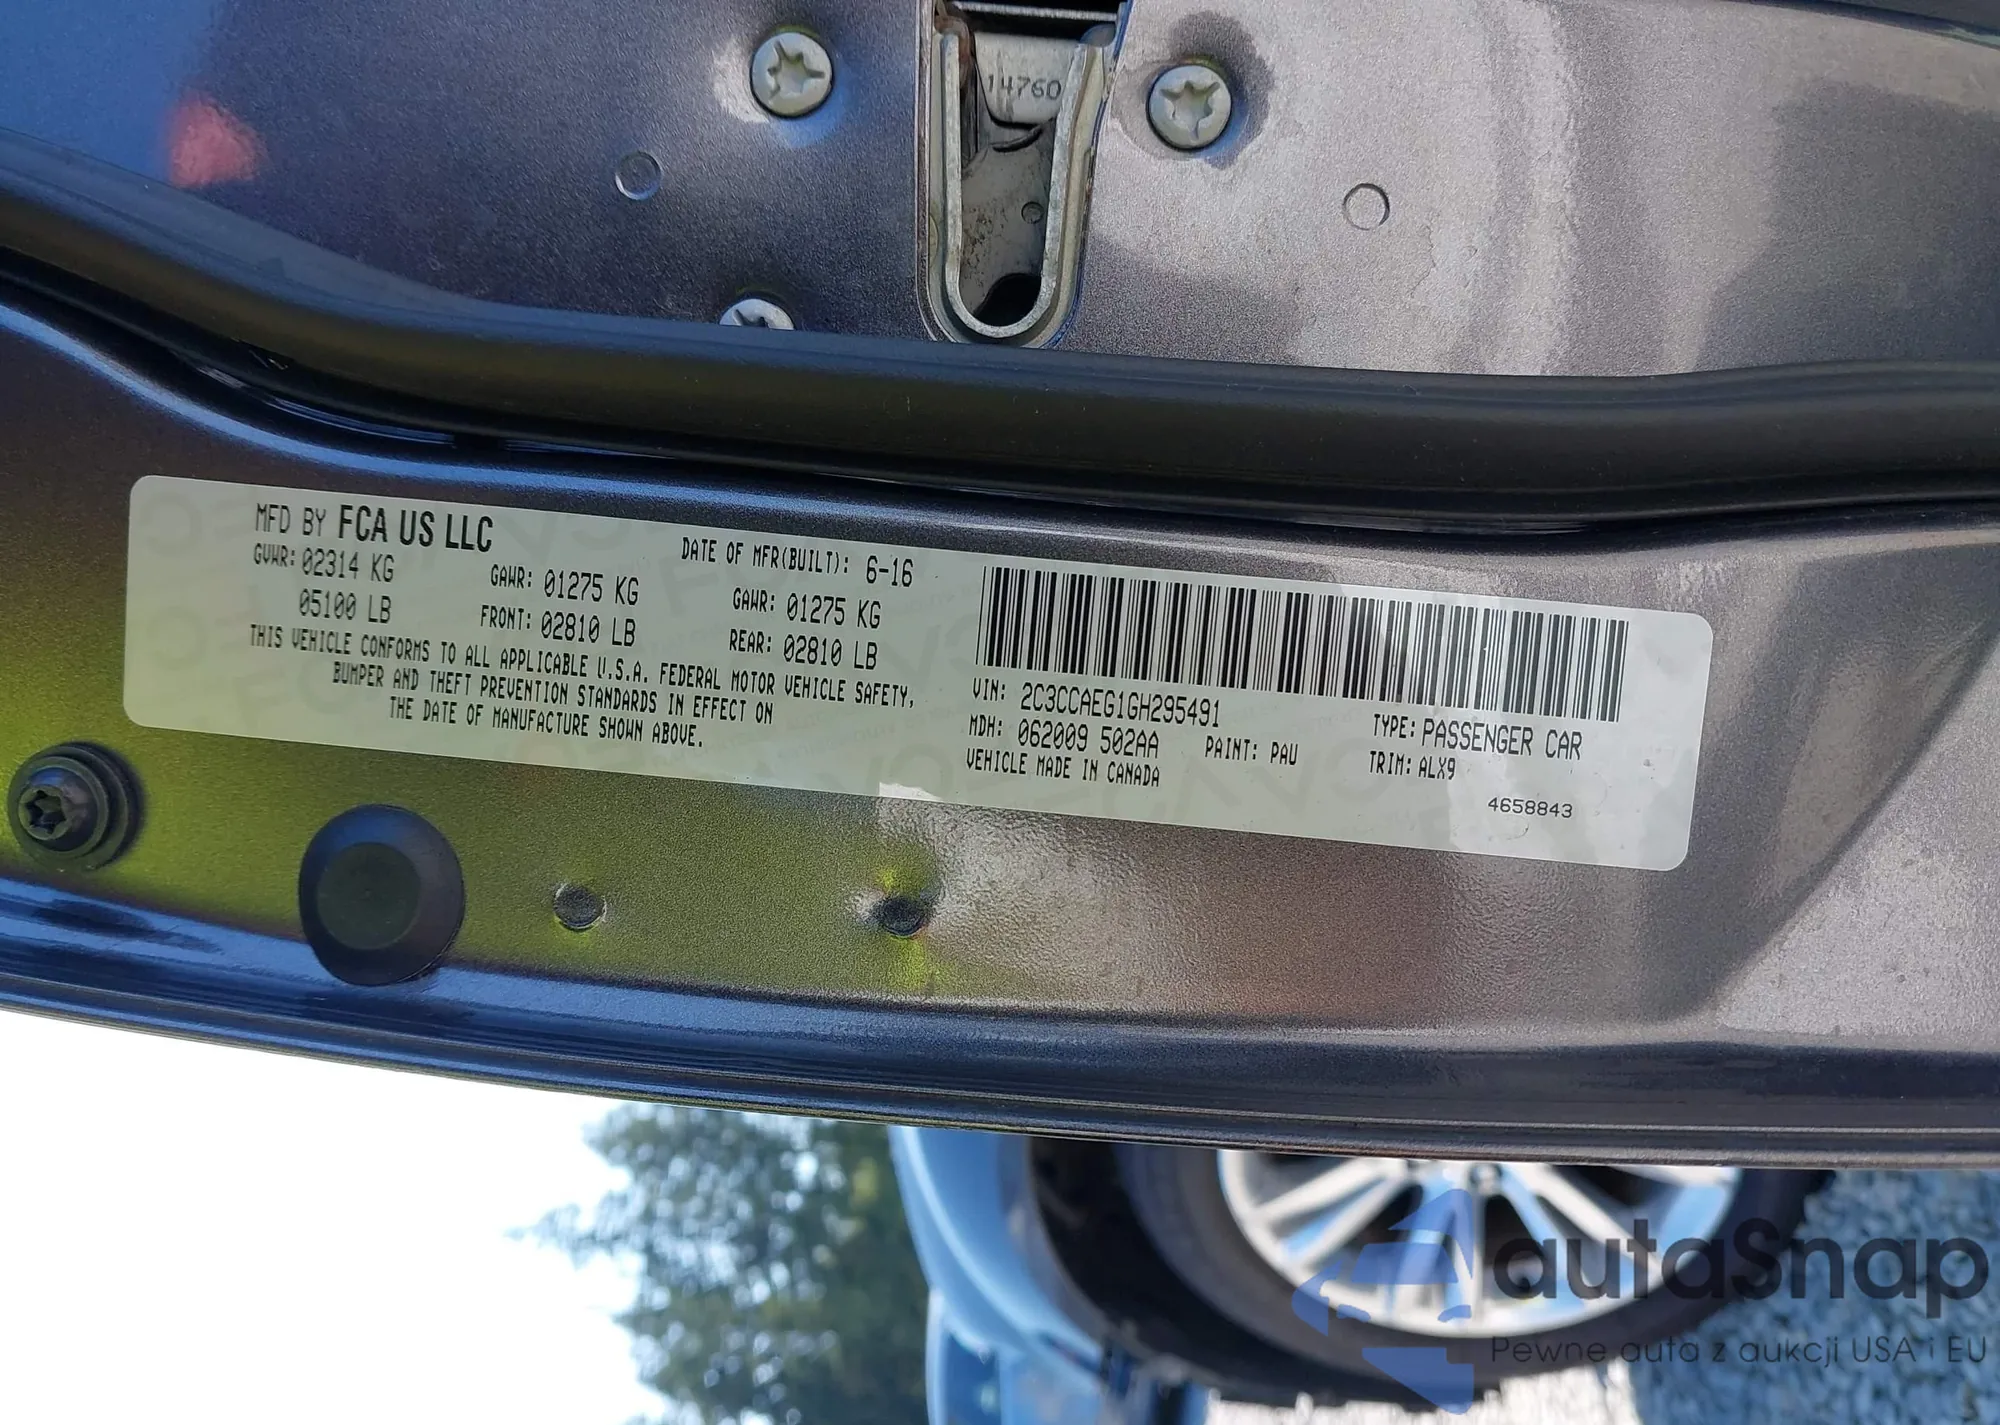 14760
MFD BY FCA US LLC
DATE OF MFR(BUILT): 6-16
GVWR: 02314 KG
05100 LB
GAWR: 01275 KG
FRONT: 02810 LB
GAWR: 01275 KG
REAR: 02810 LB
THIS VEHICLE CONFORMS TO ALL APPLICABLE U.S.A. FEDERAL MOTOR VEHICLE SAFETY,
BUMPER AND THEFT PREVENTION STANDARDS IN EFFECT ON
THE DATE OF MANUFACTURE SHOWN ABOVE.
VIN: 2C3CCAEG1GH295491
TYPE: PASSENGER CAR
MDH: 062009 502AA
PAINT: PAU
TRIM: ALX9
VEHICLE MADE IN CANADA
4658843
autaSnap
Pewne auta z aukcji USA i EU